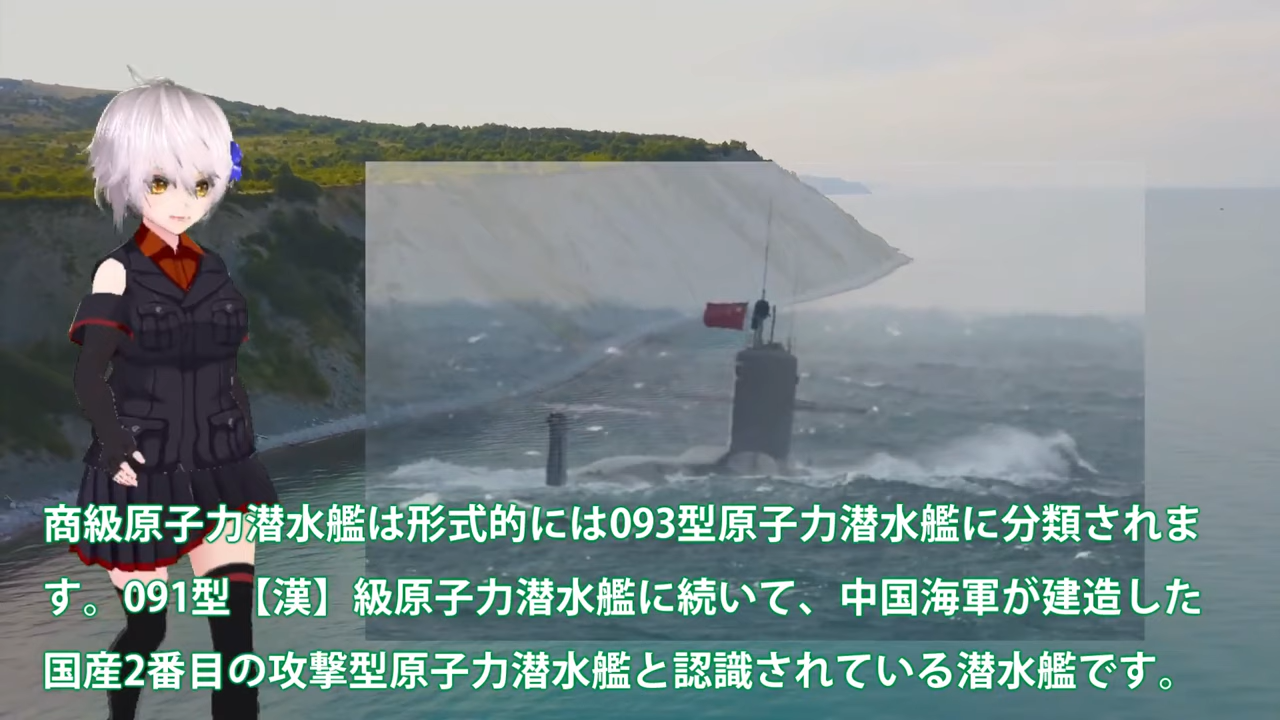 商級原子力潜水艦は形式的には093型原子力潜水艦に分類されま
す。091型【漢】級原子力潜水艦に続いて、中国海軍が建造した
国産2番目の攻撃型原子力潜水艦と認識されている潜水艦です。